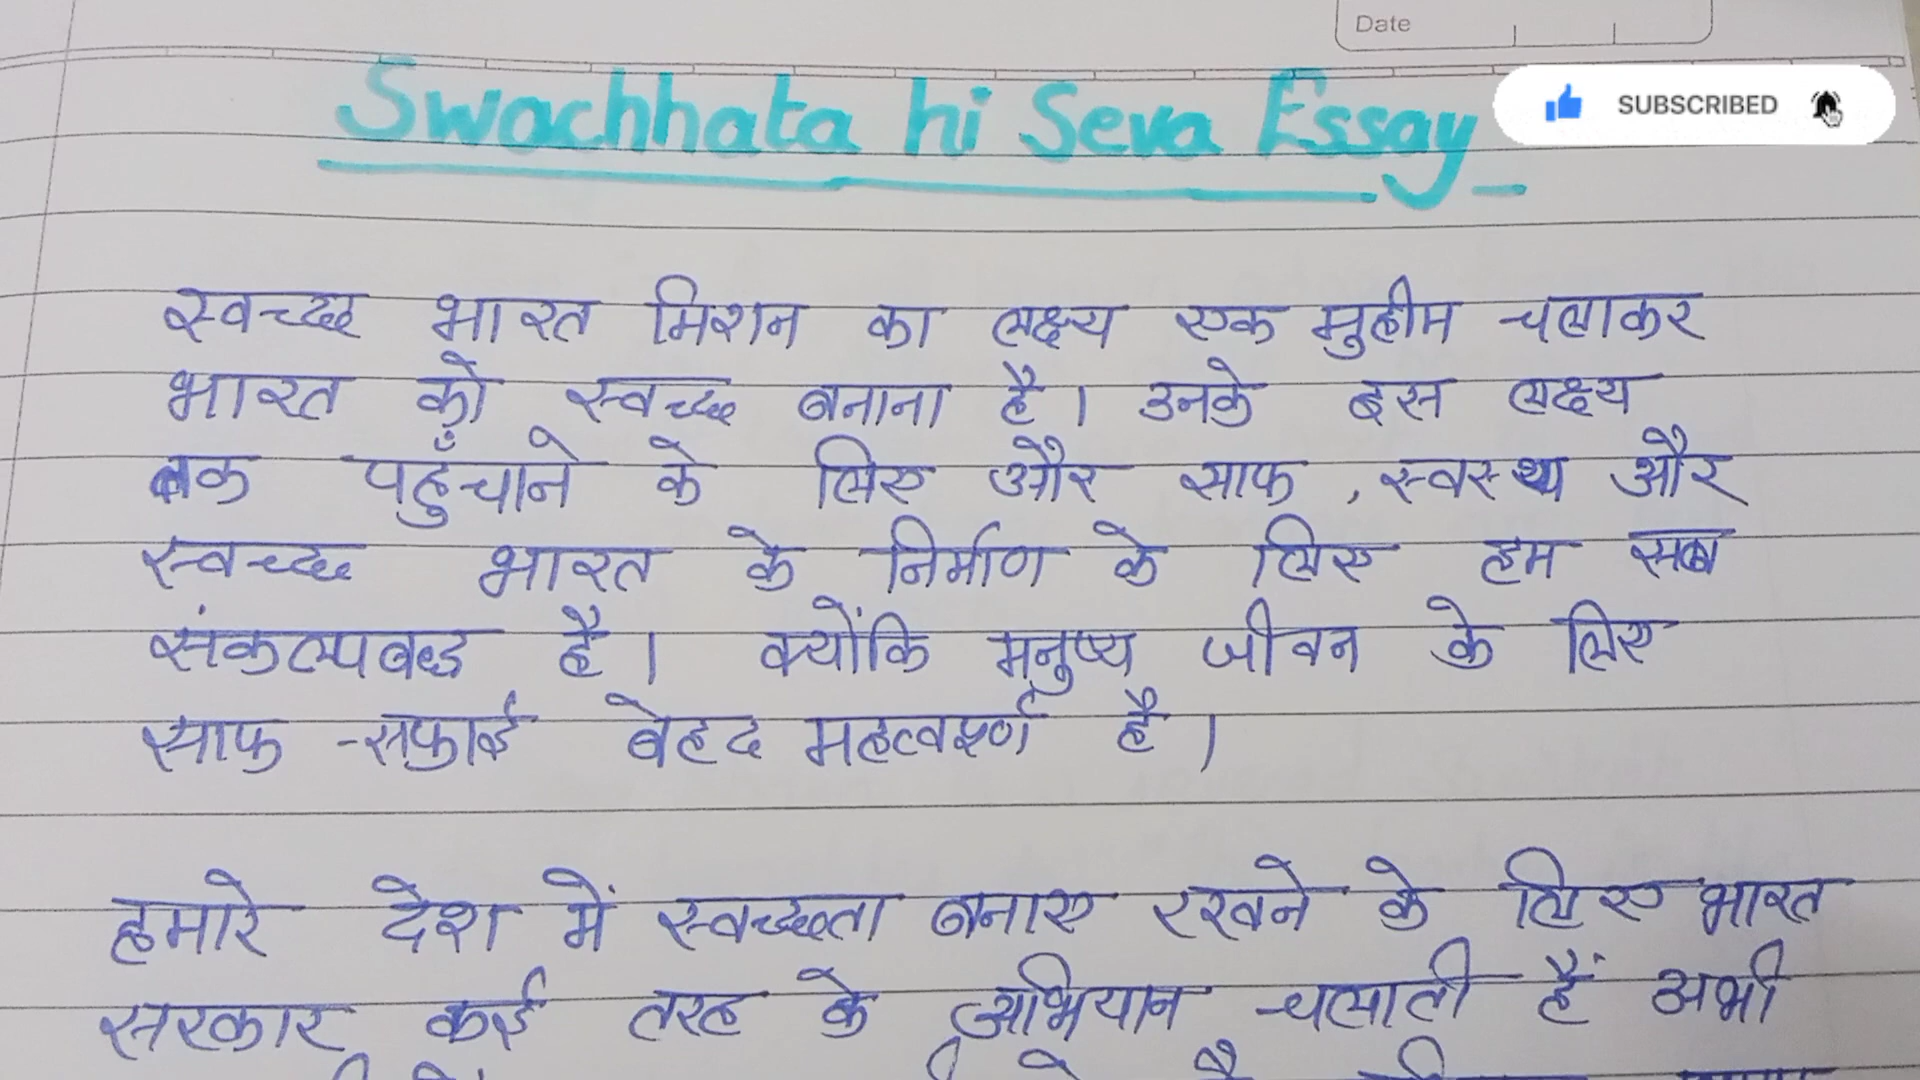 Date
Swachhata hi Seva Essay
SUBSCRIBED
स्वच्छ भारत मिशन का लक्ष्य एक मुहीम चलाकर
भारत को स्वच्छ बनाना है। उनके इस लक्ष्य
तक पहुँचाने के लिए और साफ, स्वस्थ और
स्वच्छ भारत के निर्माण के लिए हम सब
संकल्पबद्ध है। क्योंकि मनुष्य जीवन के लिए
साफ-सफाई बेहद महत्वपूर्ण है।
हमारे देश में स्वच्छता बनाए रखने के लिए भारत
सरकार कई तरह के अभियान चलाती हैं अभी